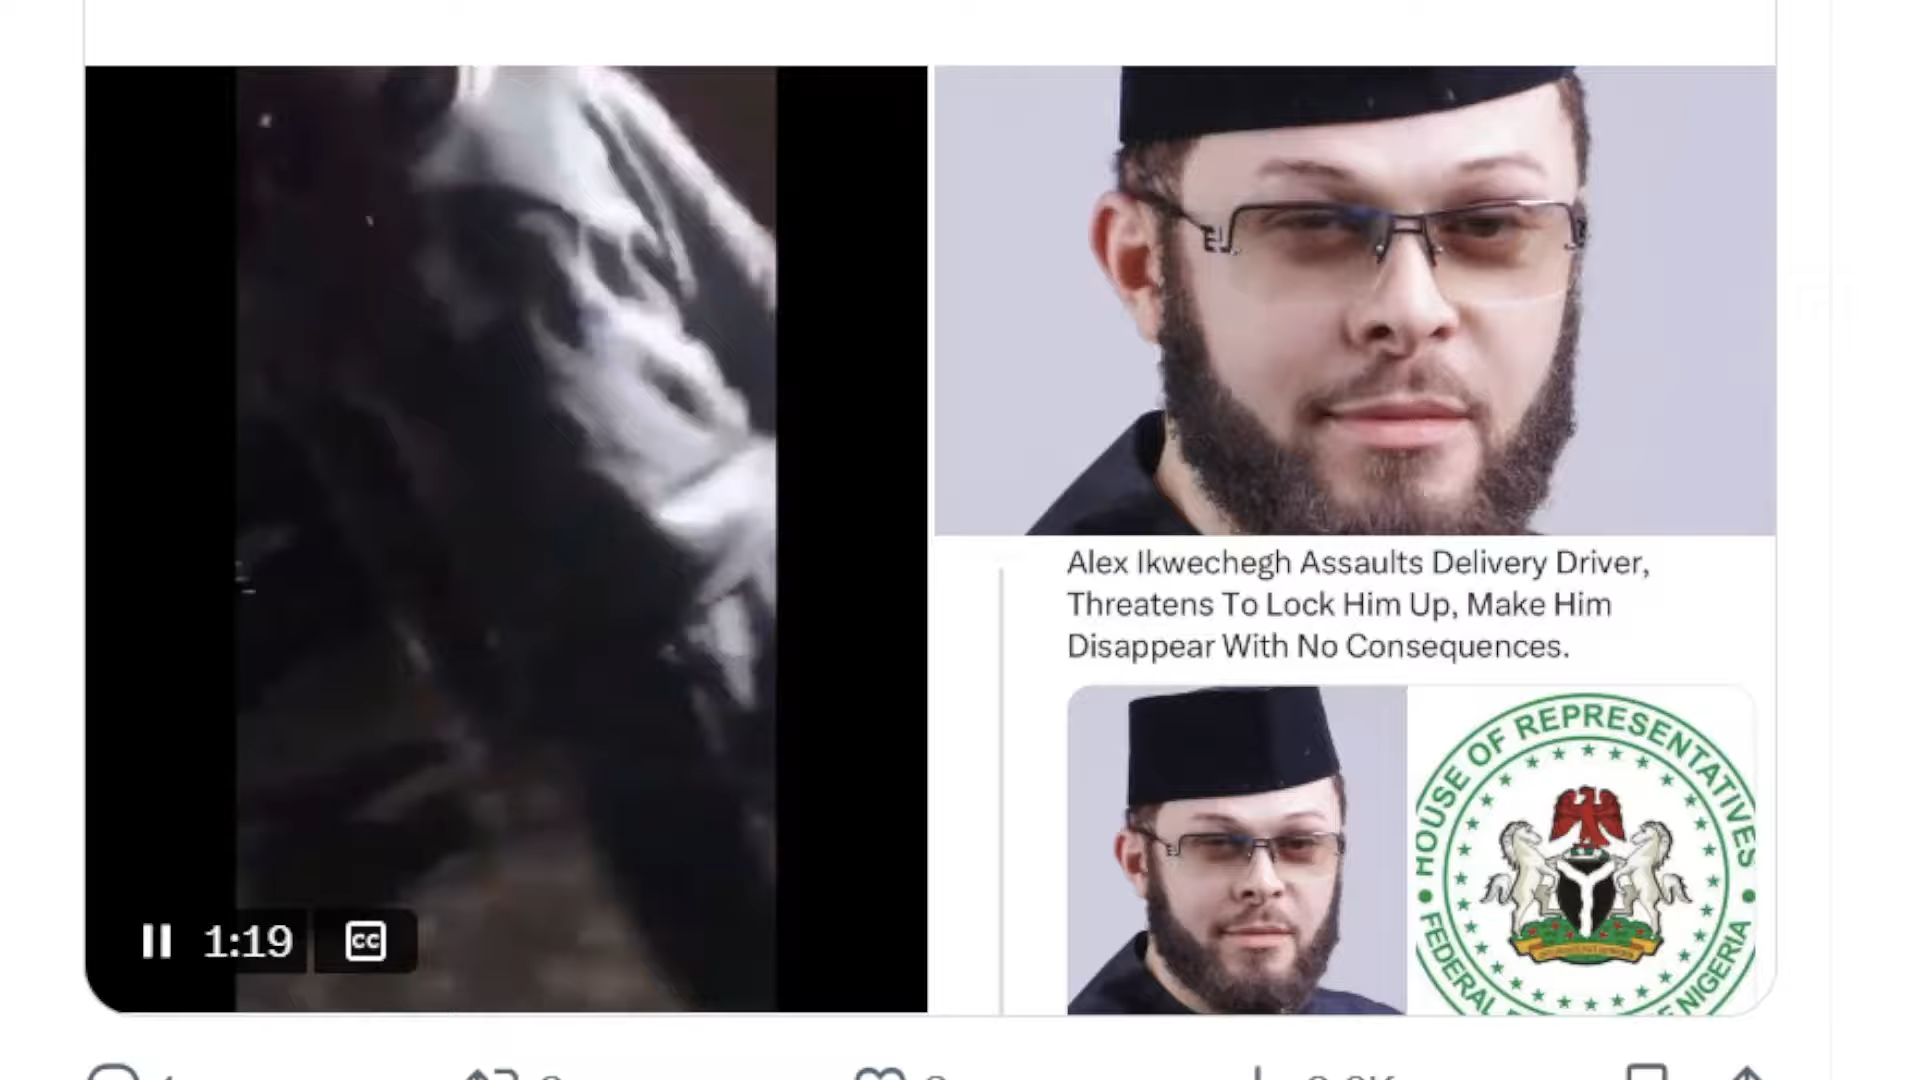 1:19
CC
Alex Ikwechegh Assaults Delivery Driver,
Threatens To Lock Him Up, Make Him
Disappear With No Consequences.
HOUSE OF REPRESENTATIVES
FEDERAL
NIGERIA